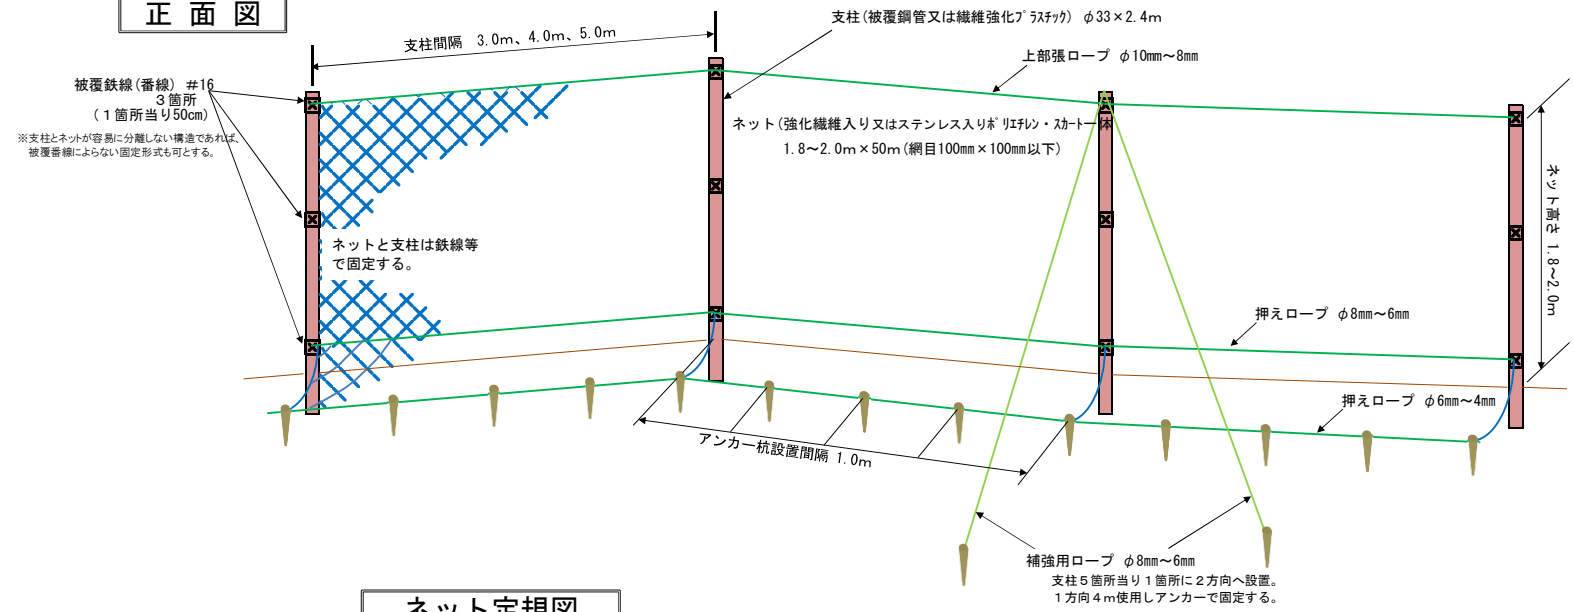 正 面 図
支柱(被覆鋼管又は繊維強化プラスチック) φ33×2.4m
支柱間隔 3.0m、4.0m、5.0m
上部張ロープ φ10mm～8mm
被覆鉄線(番線) #16
3箇所
(1箇所当り50cm)
※支柱とネットが容易に分離しない構造であれば、
被覆番線によらない固定形式も可とする。
ネット(強化繊維入り又はステンレス入りポリエチレン・スカート一体
1.8～2.0m×50m(網目100mm×100mm以下)
ネット高さ 1.8～2.0m
ネットと支柱は鉄線等
で固定する。
押えロープ φ8mm～6mm
押えロープ φ6mm～4mm
アンカー杭設置間隔 1.0m
補強用ロープ φ8mm～6mm
支柱5箇所当り1箇所に2方向へ設置。
1方向4m使用しアンカーで固定する。
ネット定規図